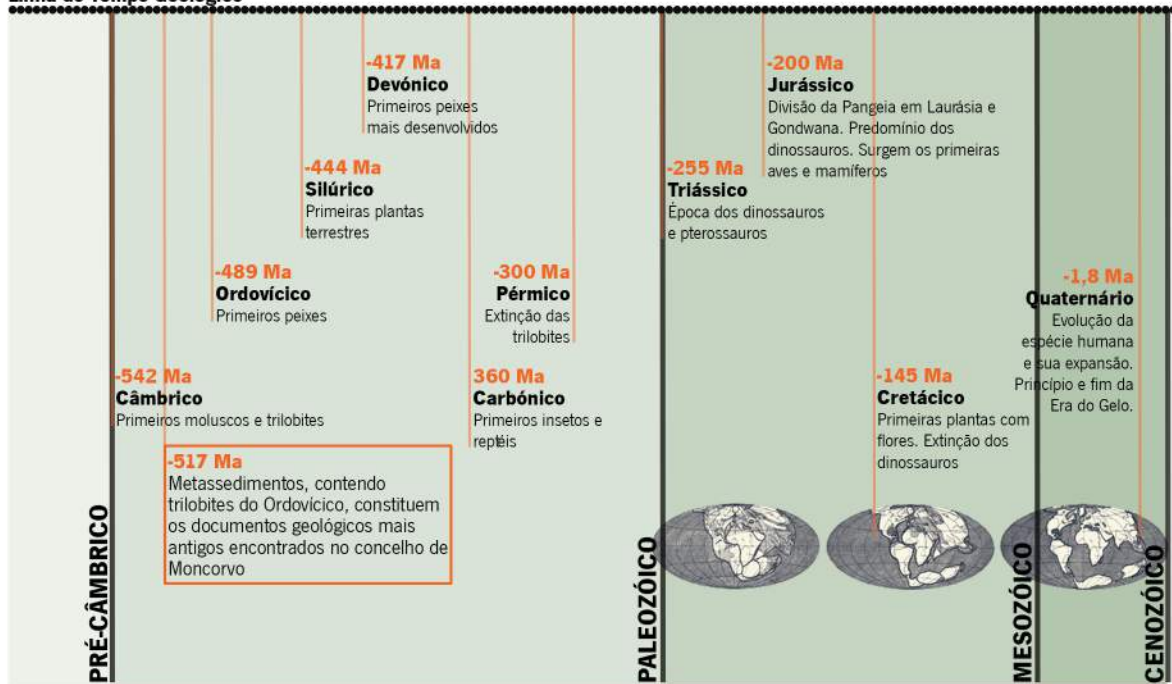 Linha do Tempo Geológico
-417 Ma
Devónico
Primeiros peixes
mais desenvolvidos
-200 Ma
Jurássico
Divisão da Pangeia em Laurásia e
Gondwana. Predomínio dos
dinossauros. Surgem os primeiras
aves e mamíferos
-444 Ma
Silúrico
Primeiras plantas
terrestres
-255 Ma
Triássico
Época dos dinossauros
e pterossauros
-489 Ma
Ordovícico
Primeiros peixes
-300 Ma
Pérmico
Extinção das
trilobites
-1,8 Ma
Quaternário
Evolução da
espécie humana
e sua expansão.
Princípio e fim da
Era do Gelo.
-542 Ma
Câmbrico
Primeiros moluscos e trilobites
360 Ma
Carbónico
Primeiros insetos e
reptéis
-145 Ma
Cretácico
Primeiras plantas com
flores. Extinção dos
dinossauros
-517 Ma
Metassedimentos, contendo
trilobites do Ordovícico, constituem
os documentos geológicos mais
antigos encontrados no concelho de
Moncorvo
PRÉ-CÂMBRICO
PALEOZÓICO
MESOZÓICO
CENOZÓICO